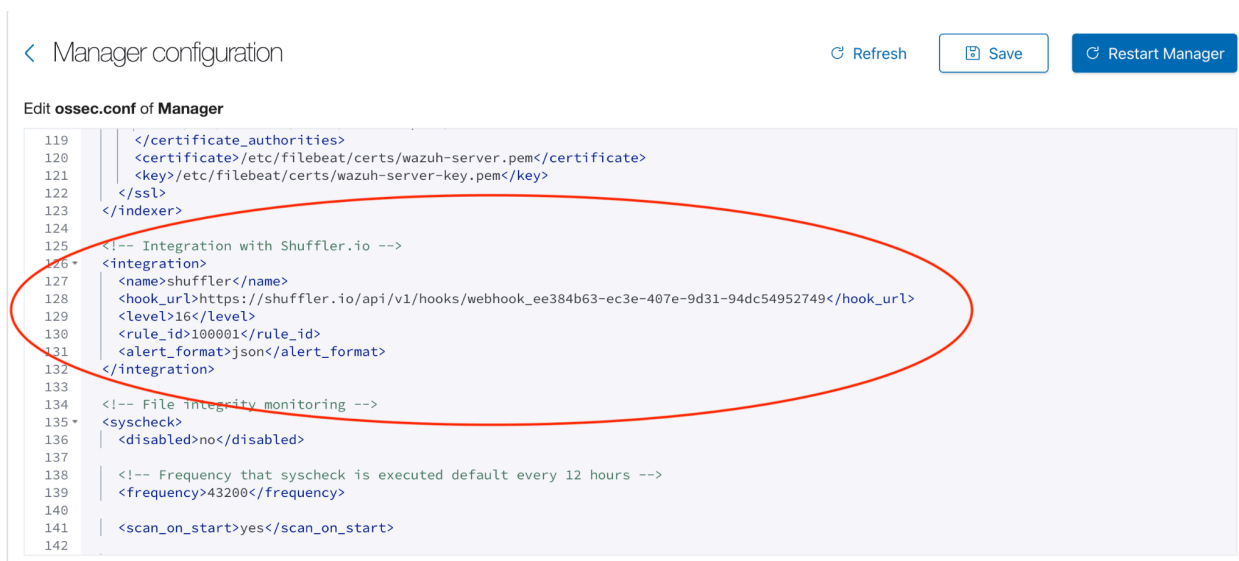 Manager configuration
Refresh
Save
Restart Manager
Edit ossec.conf of Manager
119 </certificate_authorities>
120 <certificate>/etc/filebeat/certs/wazuh-server.pem</certificate>
121 <key>/etc/filebeat/certs/wazuh-server-key.pem</key>
122 </ssl>
123 </indexer>
124
125 <!-- Integration with Shuffler.io -->
126 <integration>
127 <name>shuffler</name>
128 <hook_url>https://shuffler.io/api/v1/hooks/webhook_ee384b63-ec3e-407e-9d31-94dc54952749</hook_url>
129 <level>16</level>
130 <rule_id>100001</rule_id>
131 <alert_format>json</alert_format>
132 </integration>
133
134 <!-- File integrity monitoring -->
135 <syscheck>
136 <disabled>no</disabled>
137
138 <!-- Frequency that syscheck is executed default every 12 hours -->
139 <frequency>43200</frequency>
140
141 <scan_on_start>yes</scan_on_start>
142